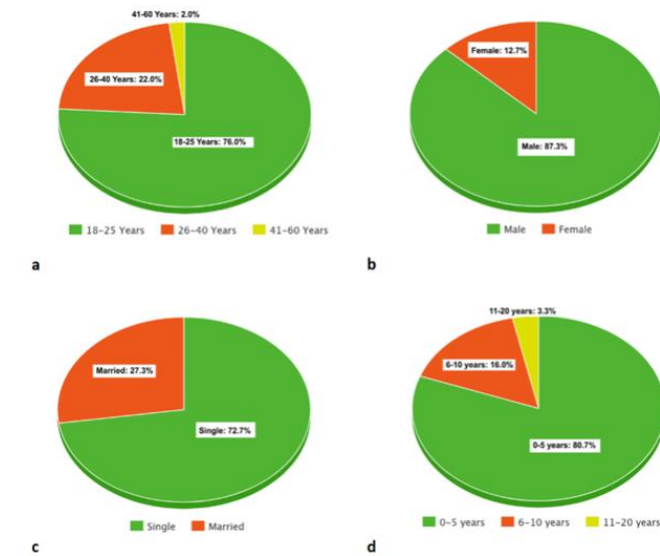 41-60 Years: 2.0%
26-40 Years: 22.0%
18-25 Years: 76.0%
18-25 Years 26-40 Years 41-60 Years
a
Female: 12.7%
Male: 87.3%
Male Female
b
Married: 27.3%
Single: 72.7%
Single Married
c
11-20 years: 3.3%
6-10 years: 16.0%
0-5 years: 80.7%
0-5 years 6-10 years 11-20 years
d